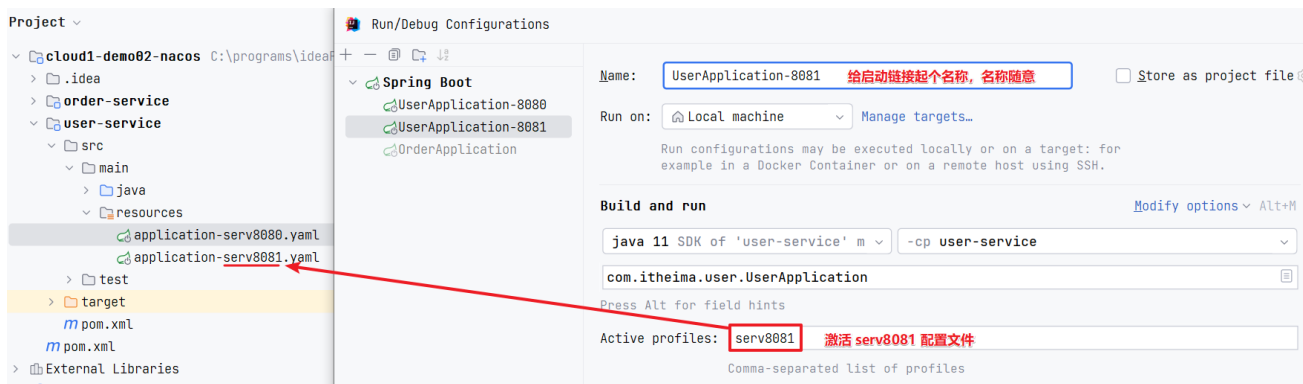 Project
cloud1-demo02-nacos C:\programs\ideaP
.idea
order-service
user-service
src
main
java
resources
application-serv8080.yaml
application-serv8081.yaml
test
target
pom.xml
pom.xml
External Libraries
Run/Debug Configurations
Spring Boot
UserApplication-8080
UserApplication-8081
OrderApplication
Name: UserApplication-8081 给启动链接起个名称，名称随意 Store as project file
Run on: Local machine Manage targets…
Run configurations may be executed locally or on a target: for
example in a Docker Container or on a remote host using SSH.
Build and run Modify options Alt+M
java 11 SDK of 'user-service' m -cp user-service
com.itheima.user.UserApplication
Press Alt for field hints
Active profiles: serv8081 激活 serv8081 配置文件
Comma-separated list of profiles